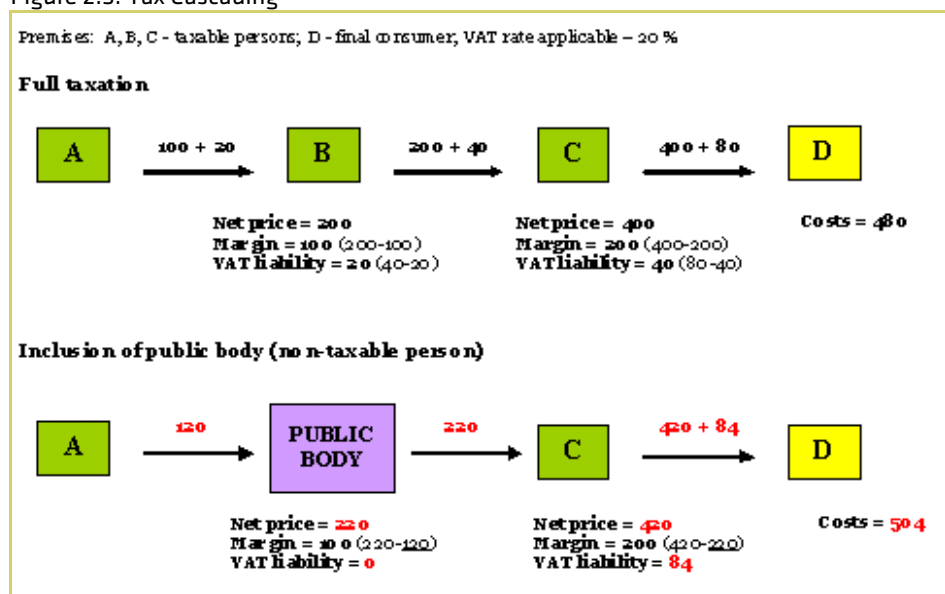 Figure 2.3: Tax Cascading
Premises: A, B, C - taxable persons; D - final consumer; VAT rate applicable – 20 %
Full taxation
A
100 + 20
B
200 + 40
C
400 + 80
D
Net price = 200
Margin = 100 (200-100)
VAT liability = 20 (40-20)
Net price = 400
Margin = 200 (400-200)
VAT liability = 40 (80-40)
Costs = 480
Inclusion of public body (non-taxable person)
A
120
PUBLIC
BODY
220
C
420 + 84
D
Net price = 220
Margin = 100 (220-120)
VAT liability = 0
Net price = 420
Margin = 200 (420-220)
VAT liability = 84
Costs = 504